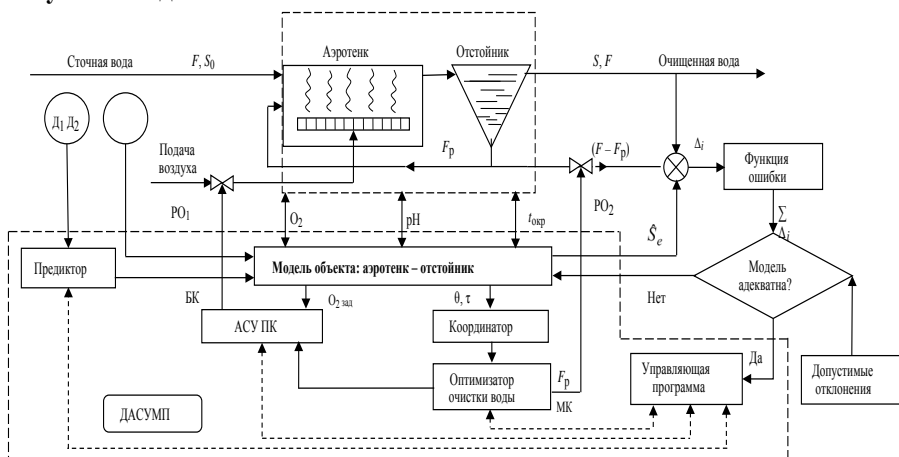 Сточная вода
F, S₀
Аэротенк
Отстойник
S, F
Очищенная вода
Д₁ Д₂
Подача
воздуха
Fр
(F – Fр)
Δᵢ
Функция
ошибки
РО₁
O₂
pH
tокр
РО₂
Ŝₑ
∑
Δᵢ
Предиктор
Модель объекта: аэротенк – отстойник
Модель
адекватна?
БК
O₂ зад
θ, τ
Нет
АСУ ПК
Координатор
Да
Оптимизатор
очистки воды
Fр
МК
Управляющая
программа
Допустимые
отклонения
ДАСУМП